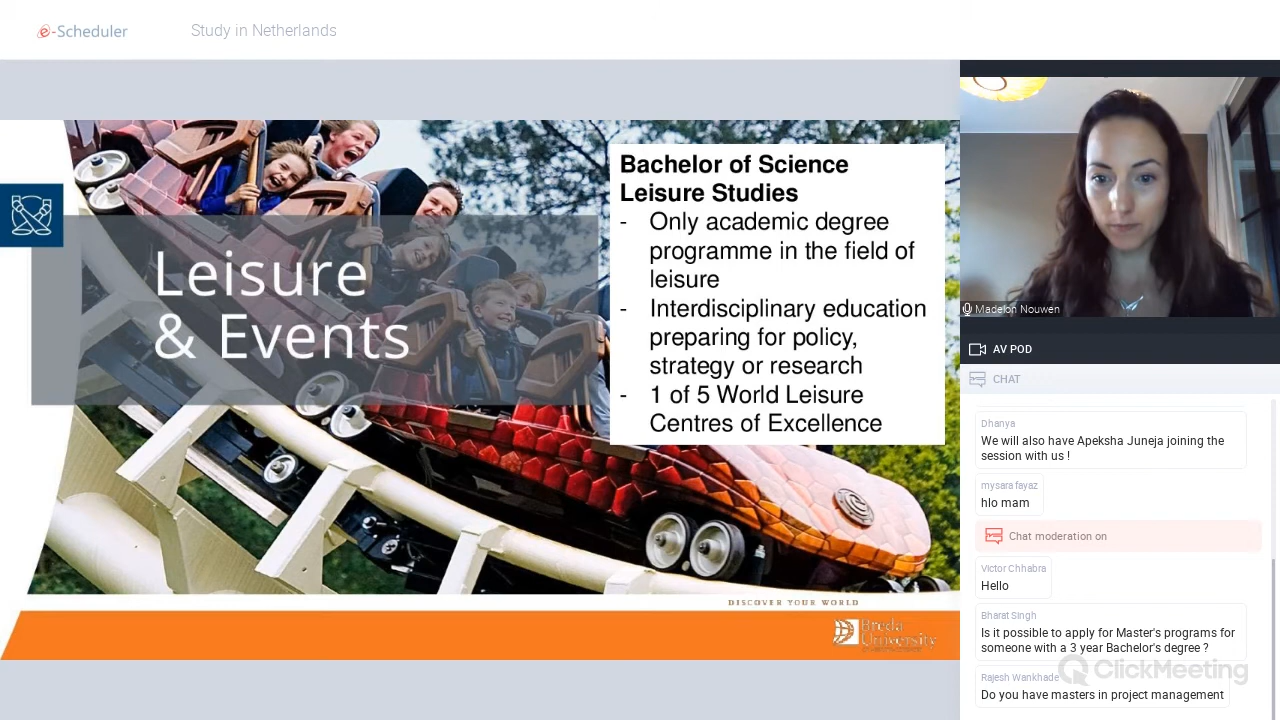 e-Scheduler
Study in Netherlands
Leisure
& Events
Bachelor of Science
Leisure Studies
- Only academic degree
programme in the field of
leisure
- Interdisciplinary education
preparing for policy,
strategy or research
- 1 of 5 World Leisure
Centres of Excellence
DISCOVER YOUR WORLD
Breda
University
Madelon Nouwen
AV POD
CHAT
Dhanya
We will also have Apeksha Juneja joining the
session with us !
mysara fayaz
hlo mam
Chat moderation on
Victor Chhabra
Hello
Bharat Singh
Is it possible to apply for Master's programs for
someone with a 3 year Bachelor's degree ?
Rajesh Wankhade
Do you have masters in project management
ClickMeeting